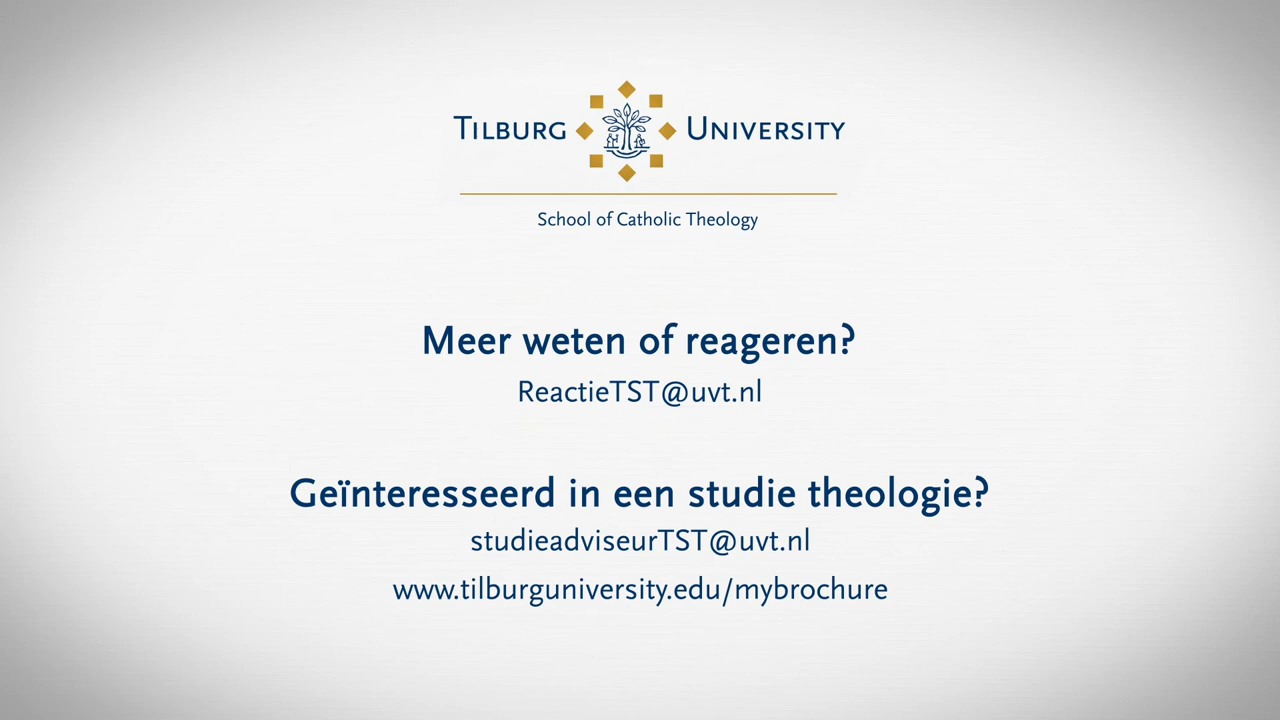 TILBURG UNIVERSITY
School of Catholic Theology
Meer weten of reageren?
ReactieTST@uvt.nl
Geïnteresseerd in een studie theologie?
studieadviseurTST@uvt.nl
www.tilburguniversity.edu/mybrochure